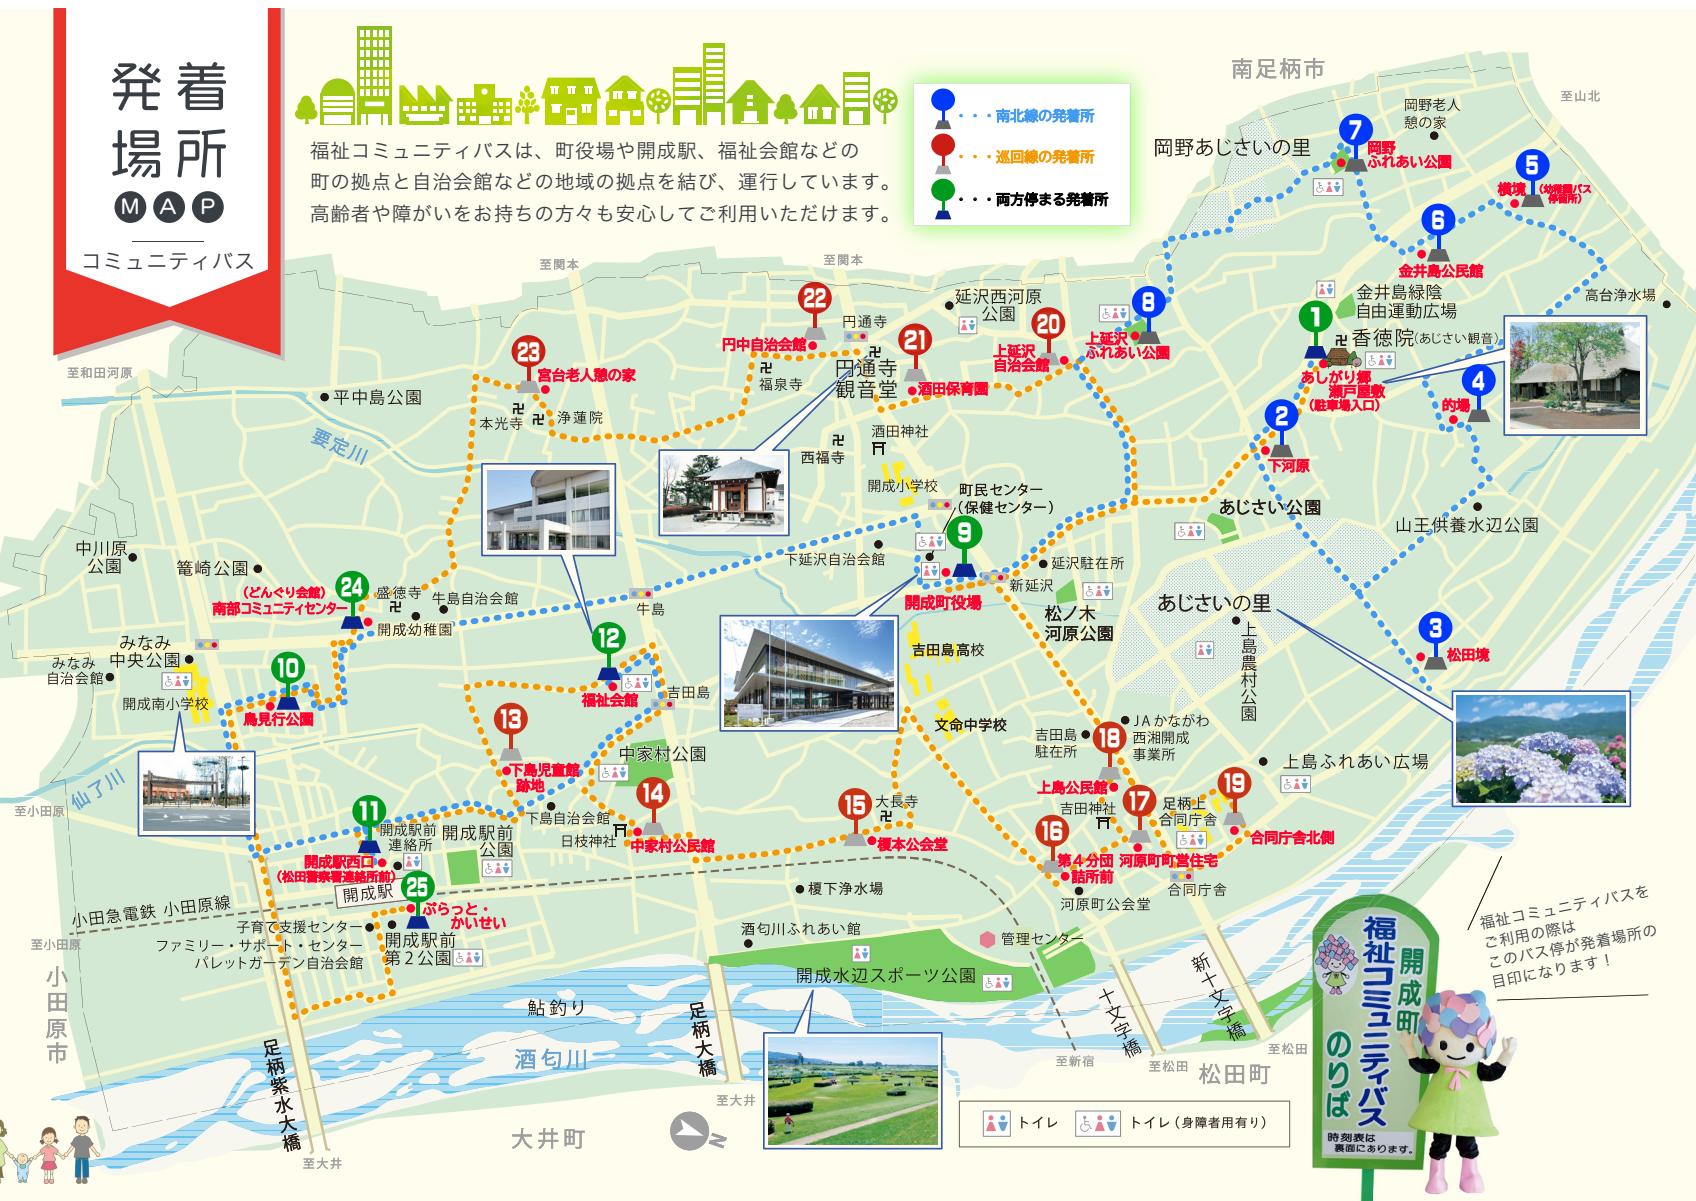 発着
場所
MAP
コミュニティバス
福祉コミュニティバスは、町役場や開成駅、福祉会館などの
町の拠点と自治会館などの地域の拠点を結び、運行しています。
高齢者や障がいをお持ちの方々も安心してご利用いただけます。
・・・南北線の発着所
・・・巡回線の発着所
・・・両方停まる発着所
南足柄市
至山北
岡野老人
憩の家
岡野あじさいの里
7
岡野
ふれあい公園
5
横境
(幼稚園バス
停留所)
6
金井島公民館
高台浄水場
至関本
至関本
至和田河原
延沢西河原
公園
8
上延沢
ふれあい公園
金井島緑陰
自由運動広場
1
香徳院(あじさい観音)
あしがり郷
瀬戸屋敷
(駐車場入口)
4
的場
2
下河原
22
円通寺
円中自治会館
21
20
上延沢
自治会館
酒田保育園
円通寺
観音堂
福泉寺
23
宮台老人憩の家
本光寺
浄蓮院
平中島公園
要定川
西福寺
酒田神社
開成小学校
町民センター
(保健センター)
9
開成町役場
下延沢自治会館
延沢駐在所
新延沢
松ノ木
河原公園
あじさい公園
山王供養水辺公園
あじさいの里
上島農村公園
3
松田境
中川原
公園
篭崎公園
24
(どんぐり会館)
南部コミュニティセンター
盛徳寺
牛島自治会館
開成幼稚園
牛島
12
福祉会館
吉田島
みなみ
中央公園
みなみ
自治会館
10
島見行公園
開成南小学校
仙了川
至小田原
13
下島児童館
跡地
中家村公園
14
中家村公民館
下島自治会館
日枝神社
吉田島高校
文命中学校
吉田島
駐在所
18
JAかながわ
西湘開成
事業所
上島公民館
吉田神社
17
足柄上
合同庁舎
19
合同庁舎北側
上島ふれあい広場
15
大長寺
榎本公会堂
16
第4分団
詰所前
河原町町営住宅
合同庁舎
河原町公会堂
11
開成駅前
連絡所
開成駅西口
(松田警察署連絡所前)
開成駅前
公園
開成駅
25
ぷらっと・
かいせい
小田急電鉄 小田原線
子育て支援センター
ファミリー・サポート・センター
パレットガーデン自治会館
開成駅前
第2公園
至小田原
小田原市
榎下浄水場
酒匂川ふれあい館
管理センター
開成水辺スポーツ公園
鮎釣り
酒匂川
足柄紫水大橋
足柄大橋
十文字橋
新十文字橋
至大井
至大井
大井町
至新宿
至松田
至松田
松田町
N
トイレ
トイレ(身障者用有り)
福祉コミュニティバスを
ご利用の際は
このバス停が発着場所の
目印になります！
開成町
福祉コミュニティバス
のりば
時刻表は
裏面にあります。